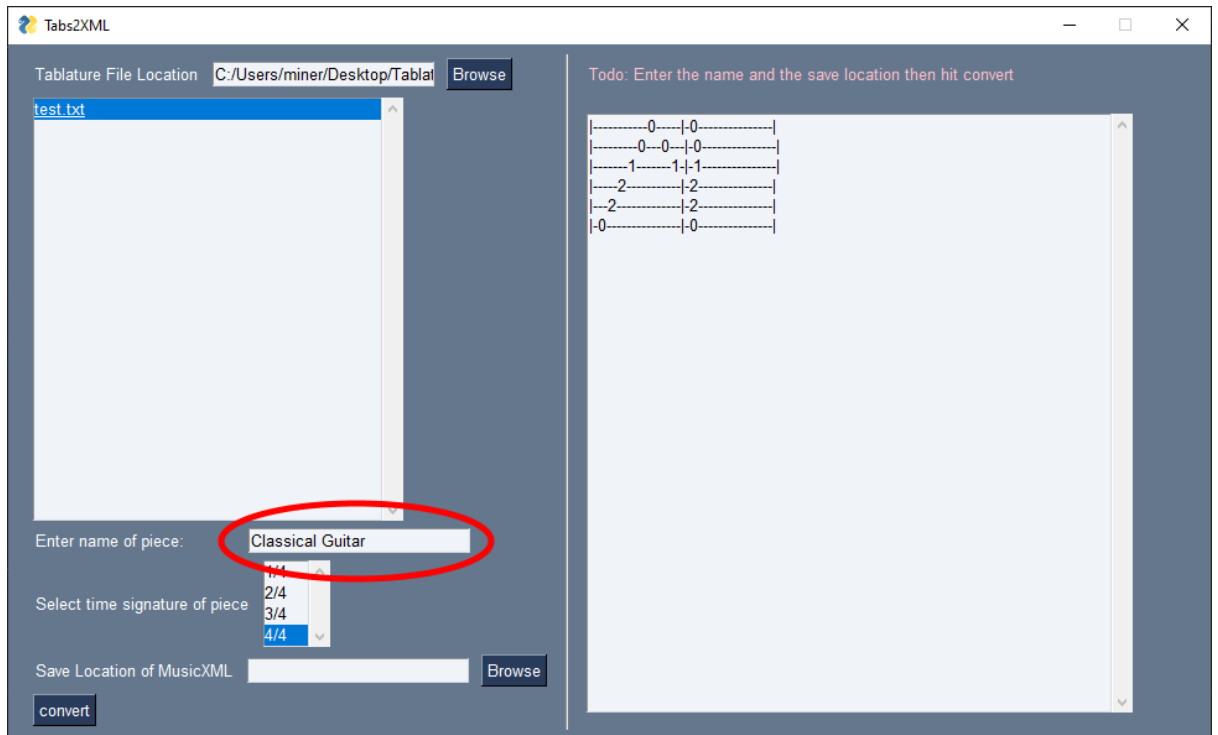 Tabs2XML
Tablature File Location C:/Users/miner/Desktop/Tablat Browse
test.txt
Enter name of piece: Classical Guitar
Select time signature of piece
1/4
2/4
3/4
4/4
Save Location of MusicXML Browse
convert
Todo: Enter the name and the save location then hit convert
|-----------0-----|-0---------------|
|---------0---0---|-0---------------|
|-------1-------1-|-1---------------|
|-----2-----------|-2---------------|
|---2-------------|-2---------------|
|-0---------------|-0---------------|